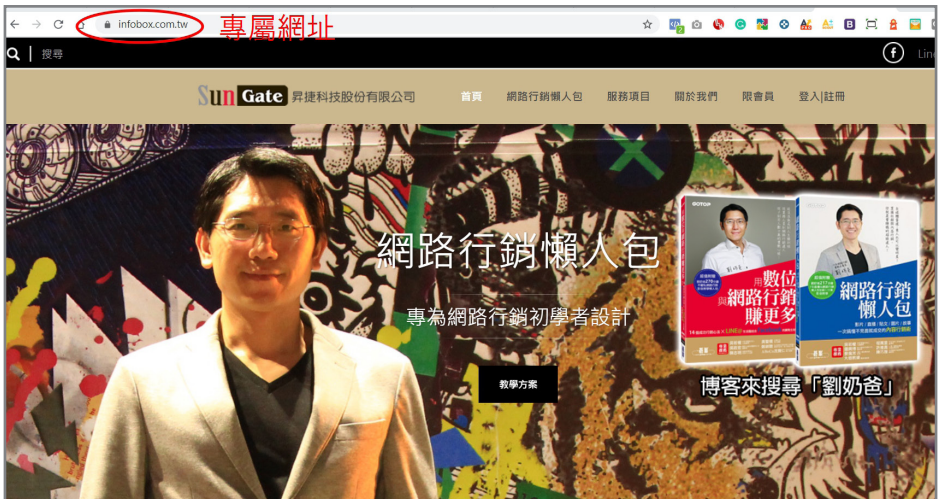 infobox.com.tw 專屬網址
搜尋
f
Line
SunGate 昇捷科技股份有限公司
首頁 網路行銷懶人包 服務項目 關於我們 限會員 登入|註冊
網路行銷懶人包
專為網路行銷初學者設計
教學方案
GOTOP
用數位
與網路行銷
賺更多
網路行銷
懶人包
博客來搜尋「劉奶爸」